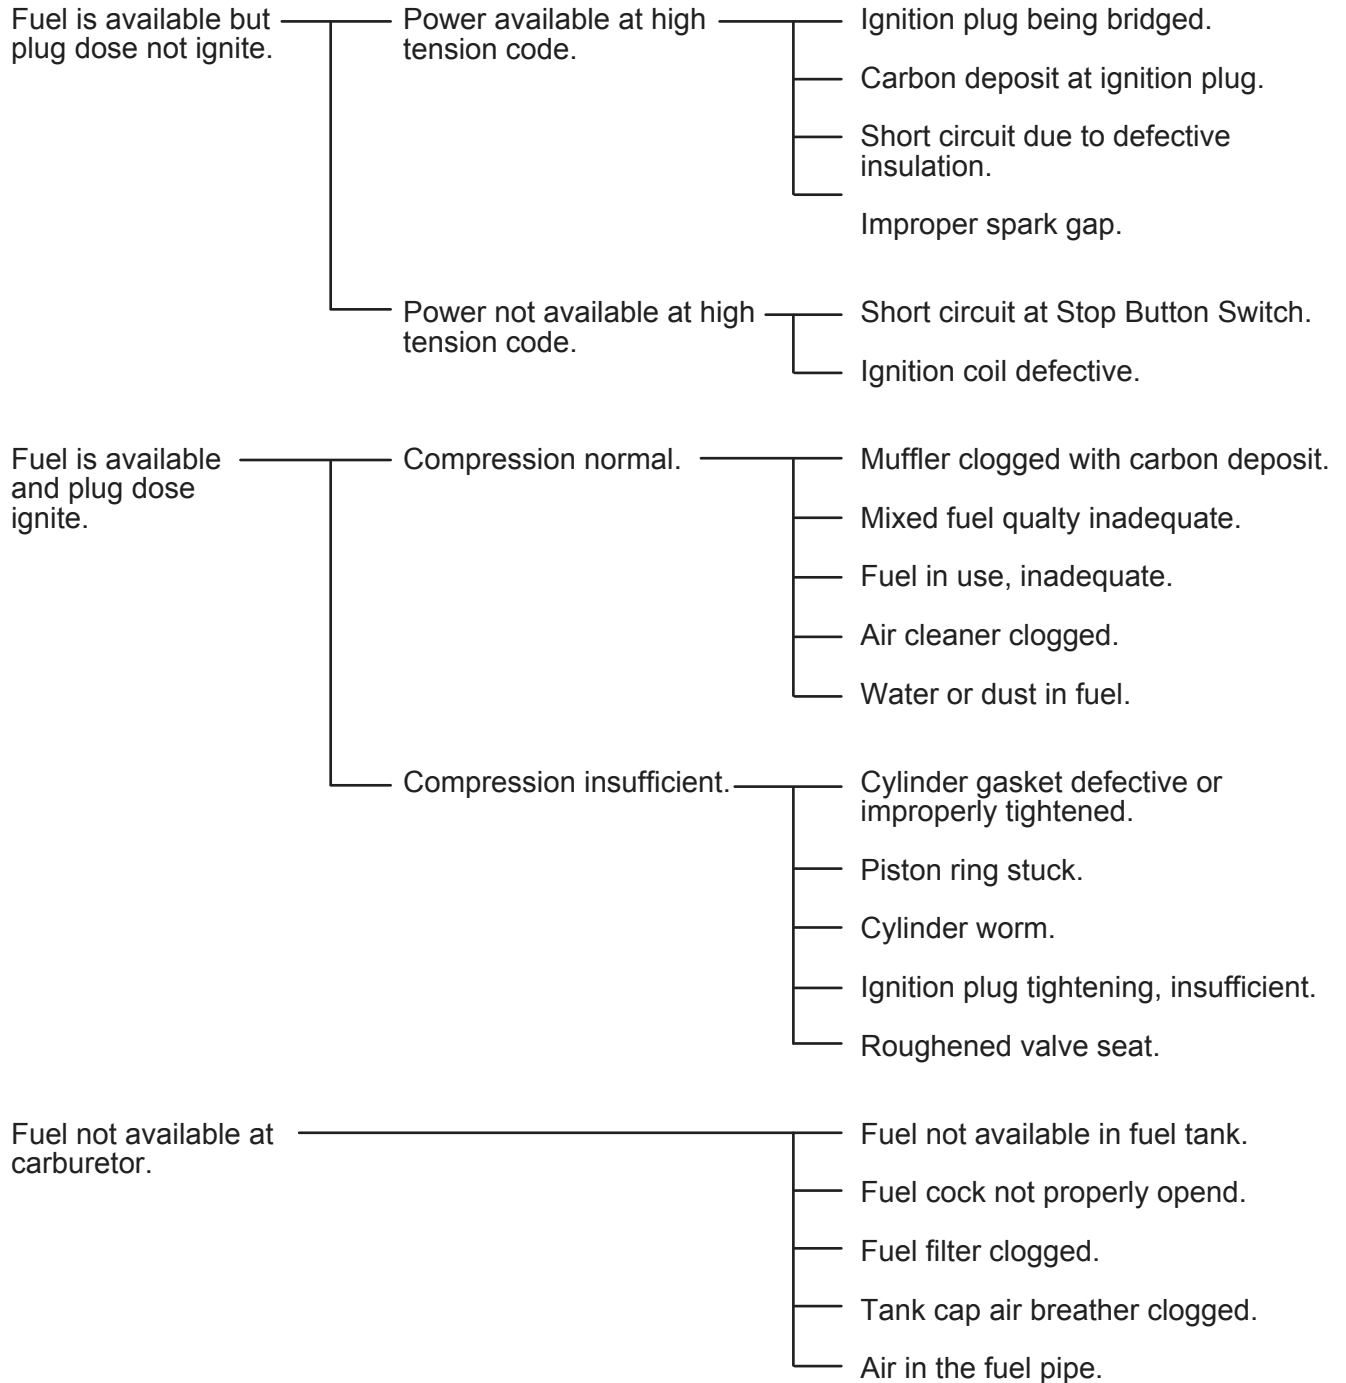 Fuel is available but
plug dose not ignite.
Power available at high
tension code.
Ignition plug being bridged.
Carbon deposit at ignition plug.
Short circuit due to defective
insulation.
Improper spark gap.
Power not available at high
tension code.
Short circuit at Stop Button Switch.
Ignition coil defective.
Fuel is available
and plug dose
ignite.
Compression normal.
Muffler clogged with carbon deposit.
Mixed fuel qualty inadequate.
Fuel in use, inadequate.
Air cleaner clogged.
Water or dust in fuel.
Compression insufficient.
Cylinder gasket defective or
improperly tightened.
Piston ring stuck.
Cylinder worm.
Ignition plug tightening, insufficient.
Roughened valve seat.
Fuel not available at
carburetor.
Fuel not available in fuel tank.
Fuel cock not properly opend.
Fuel filter clogged.
Tank cap air breather clogged.
Air in the fuel pipe.